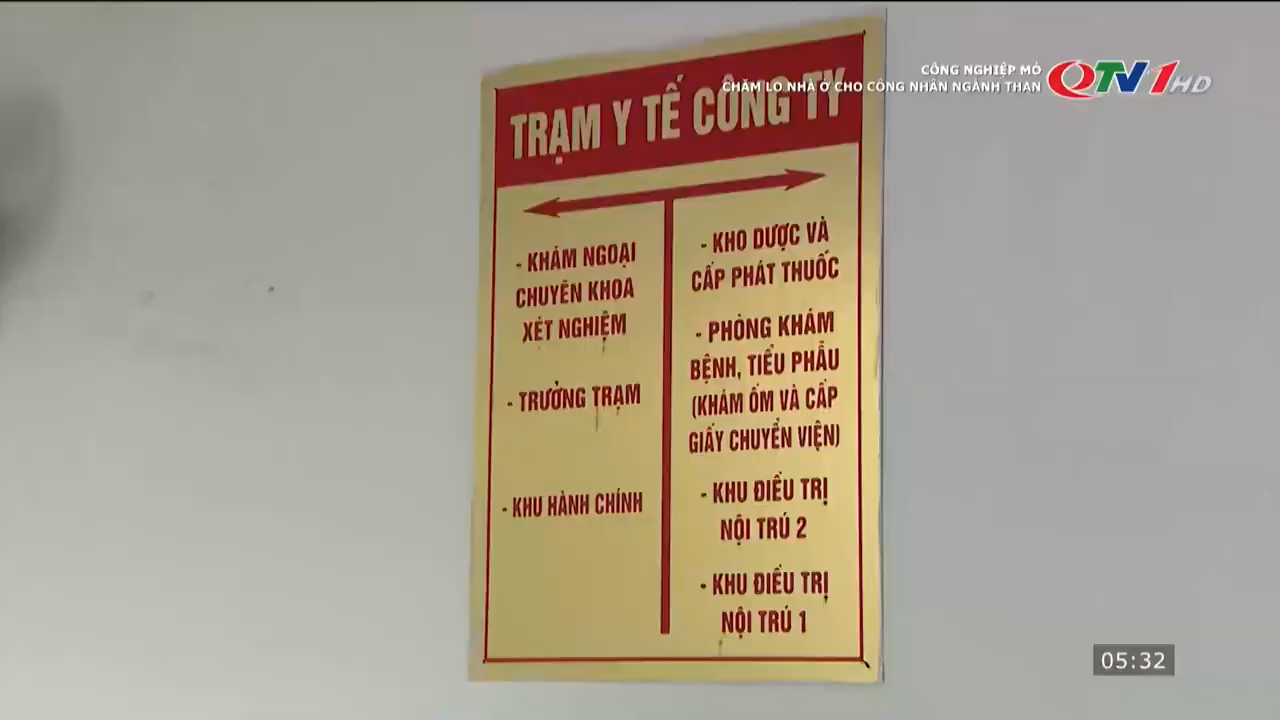 CÔNG NGHIỆP MỎ
CHĂM LO NHÀ Ở CHO CÔNG NHÂN NGÀNH THAN
QTV1HD
TRẠM Y TẾ CÔNG TY
- KHÁM NGOẠI
CHUYÊN KHOA
XÉT NGHIỆM
- TRƯỞNG TRẠM
- KHU HÀNH CHÍNH
- KHO DƯỢC VÀ
CẤP PHÁT THUỐC
- PHÒNG KHÁM
BỆNH, TIỂU PHẪU
(KHÁM ỐM VÀ CẤP
GIẤY CHUYỂN VIỆN)
- KHU ĐIỀU TRỊ
NỘI TRÚ 2
- KHU ĐIỀU TRỊ
NỘI TRÚ 1
05:32